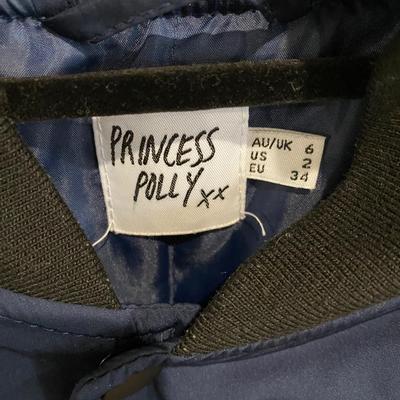 PRINCESS
POLLY xx
AU/UK 6
US 2
EU 34